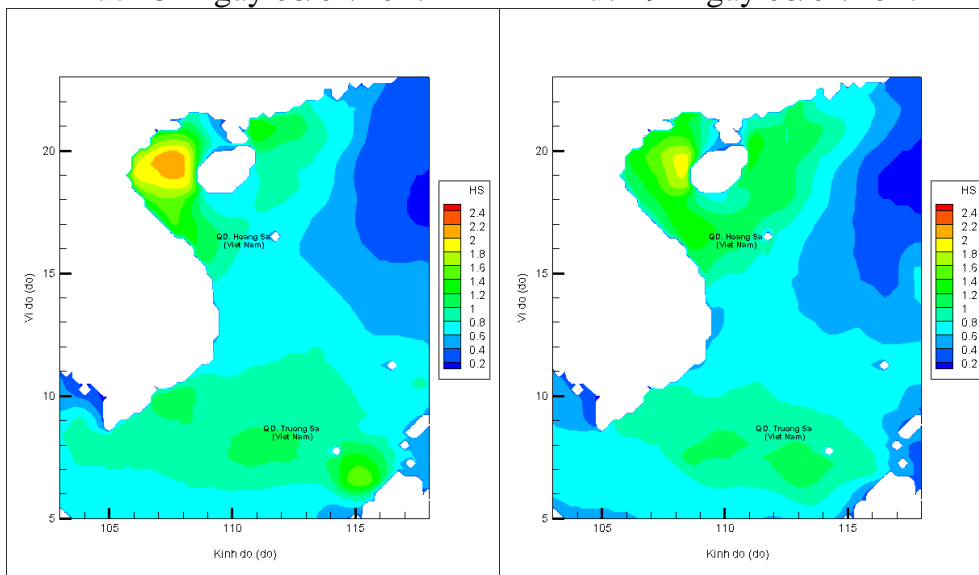 HS
2.4
2.2
2
1.8
1.6
1.4
1.2
1
0.8
0.6
0.4
0.2
QD. Hoang Sa
(Viet Nam)
QD. Truong Sa
(Viet Nam)
20
15
10
5
105
110
115
Vi do (do)
Kinh do (do)
HS
2.4
2.2
2
1.8
1.6
1.4
1.2
1
0.8
0.6
0.4
0.2
QD. Hoang Sa
(Viet Nam)
QD. Truong Sa
(Viet Nam)
20
15
10
5
105
110
115
Vi do (do)
Kinh do (do)